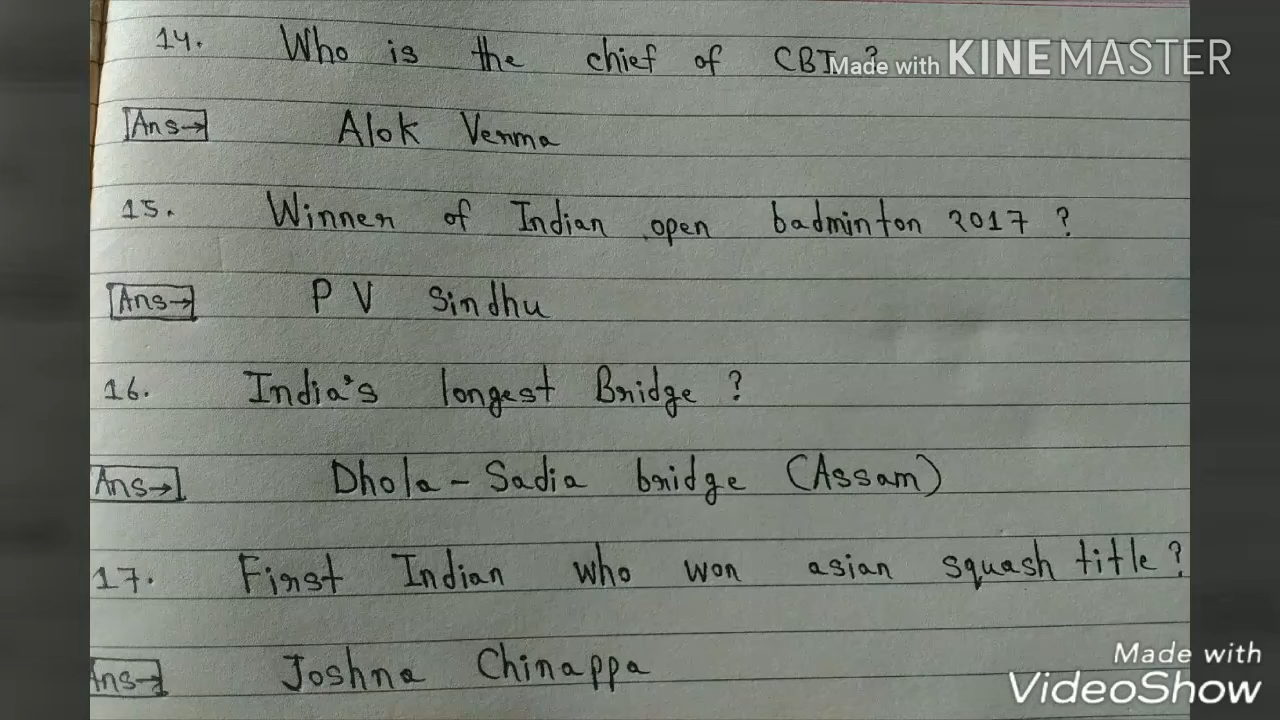 14. Who is the chief of CBI ?
Made with KINEMASTER
Ans→ Alok Verma
15. Winner of Indian open badminton 2017 ?
Ans→ P V Sindhu
16. India's longest Bridge ?
Ans→ Dhola - Sadia bridge (Assam)
17. First Indian who won asian squash title ?
Ans→ Joshna Chinappa
Made with
VideoShow